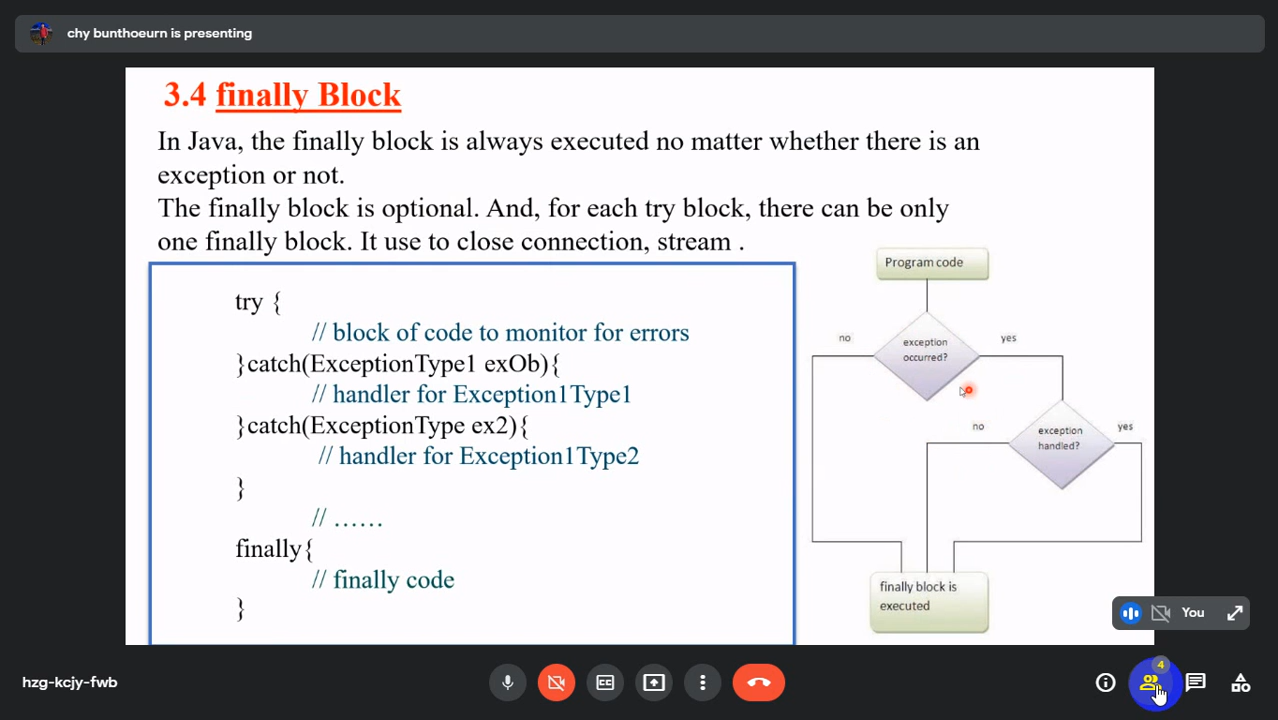 chy bunthoeurn is presenting
3.4 finally Block
In Java, the finally block is always executed no matter whether there is an
exception or not.
The finally block is optional. And, for each try block, there can be only
one finally block. It use to close connection, stream .
try {
// block of code to monitor for errors
}catch(ExceptionType1 exOb){
// handler for Exception1Type1
}catch(ExceptionType ex2){
// handler for Exception1Type2
}
// ……
finally{
// finally code
}
Program code
no
exception
occurred?
yes
no
exception
handled?
yes
finally block is
executed
You
hzg-kcjy-fwb
CC
4